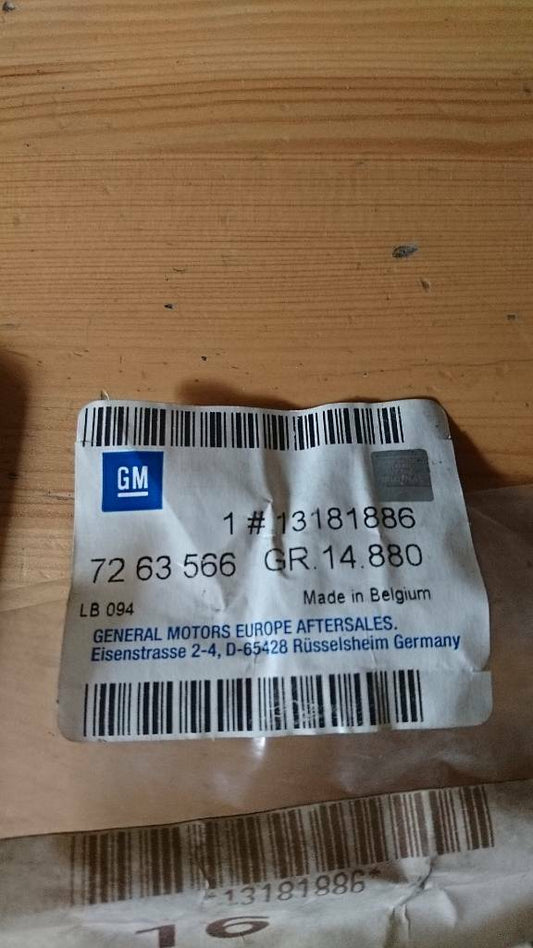 GM
1 # 13181886
72 63 566 GR.14.880
LB 094 Made in Belgium
GENERAL MOTORS EUROPE AFTERSALES.
Eisenstrasse 2-4, D-65428 Rüsselsheim Germany
*13181886*
16